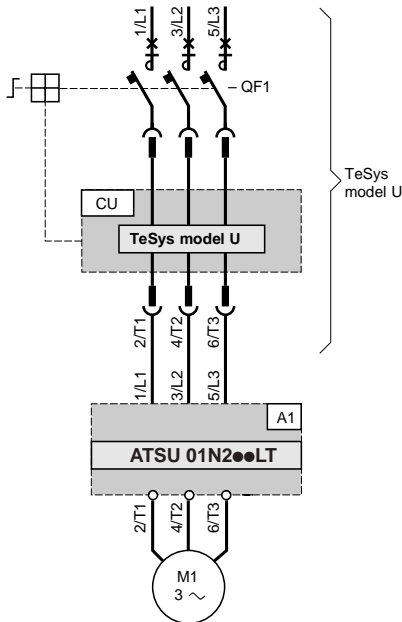 1/L1
3/L2
5/L3
QF1
TeSys
model U
CU
TeSys model U
2/T1
4/T2
6/T3
1/L1
3/L2
5/L3
A1
ATSU 01N2●●LT
2/T1
4/T2
6/T3
M1
3 ~